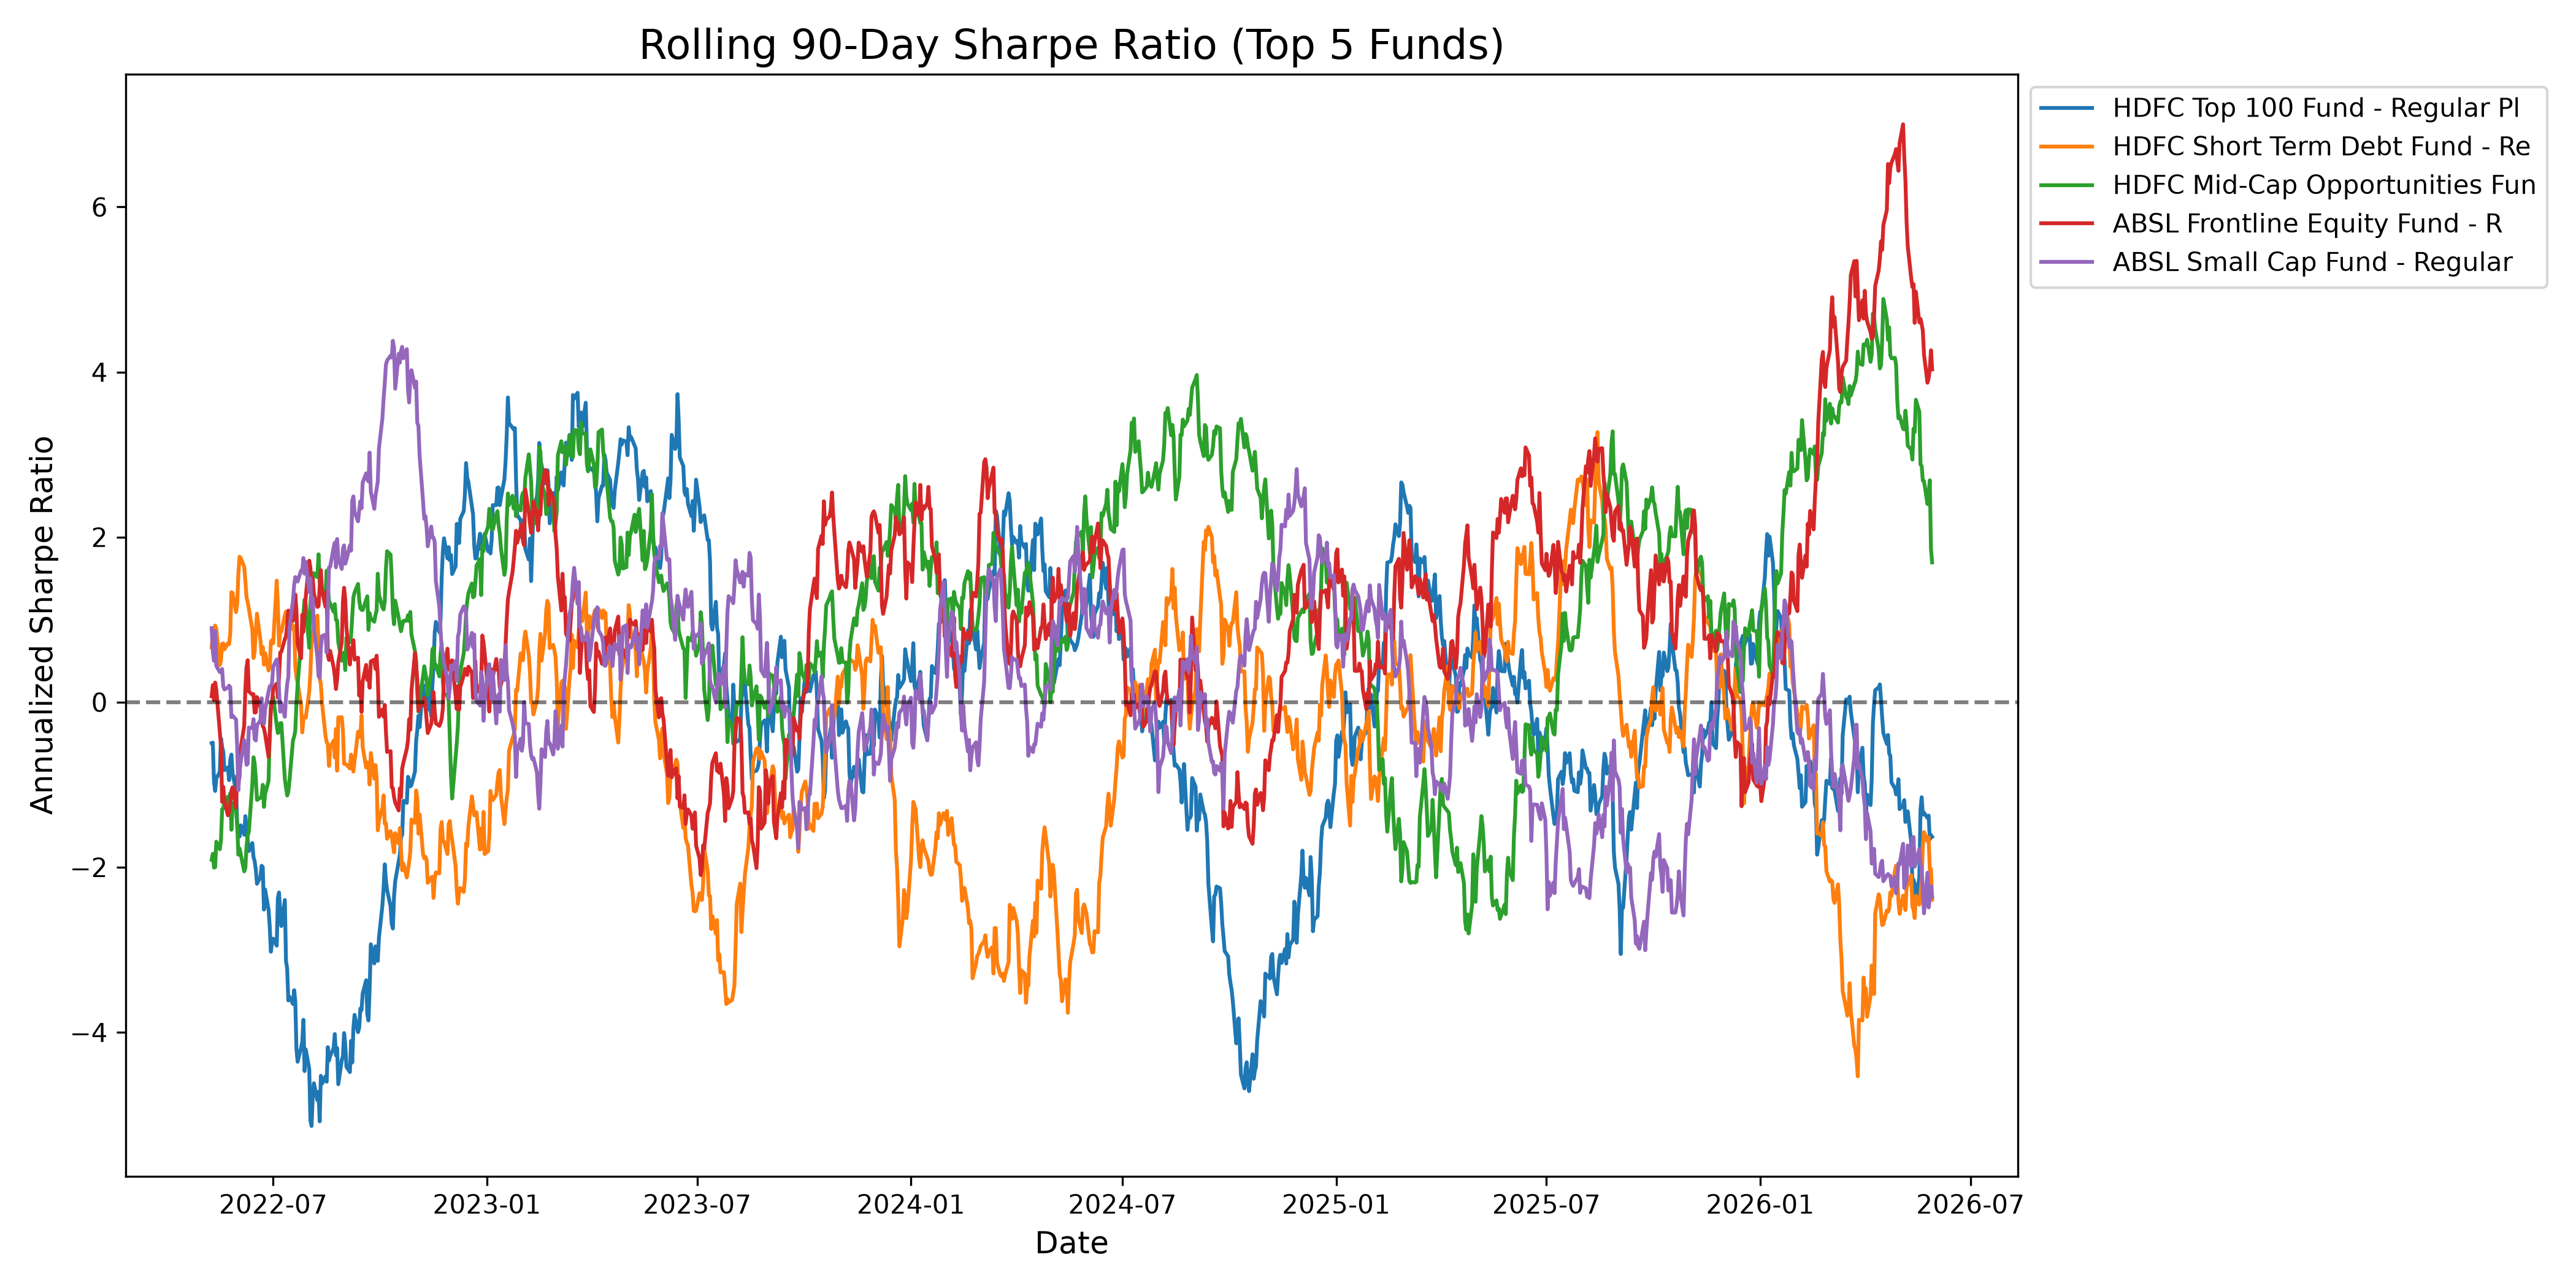 Rolling 90-Day Sharpe Ratio (Top 5 Funds)
HDFC Top 100 Fund - Regular Pl
HDFC Short Term Debt Fund - Re
HDFC Mid-Cap Opportunities Fun
ABSL Frontline Equity Fund - R
ABSL Small Cap Fund - Regular
Annualized Sharpe Ratio
6
4
2
0
−2
−4
2022-07 2023-01 2023-07 2024-01 2024-07 2025-01 2025-07 2026-01 2026-07
Date